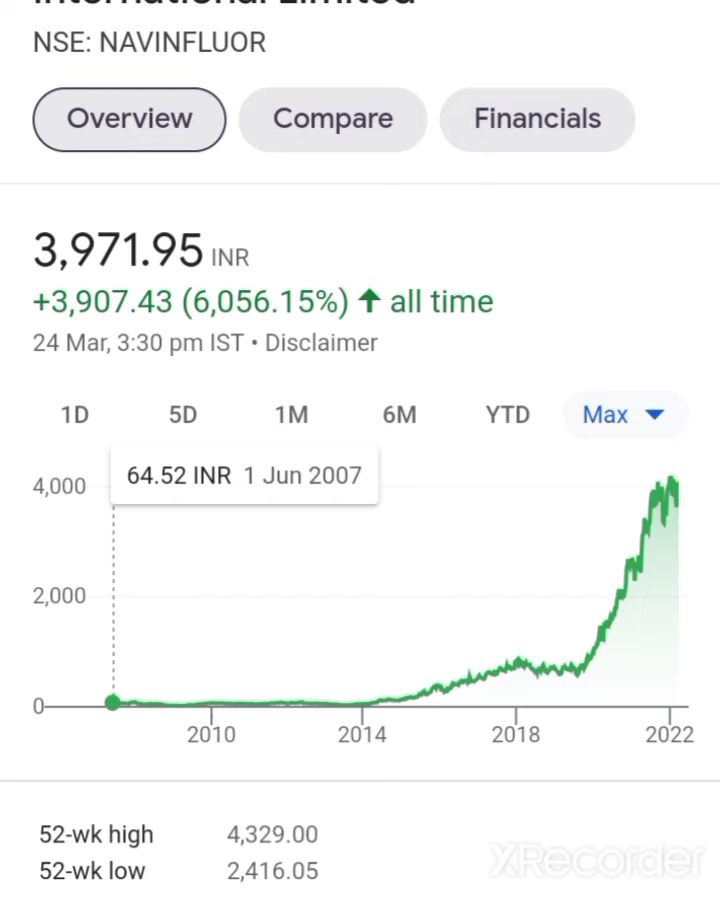 International Limited
NSE: NAVINFLUOR
Overview Compare Financials
3,971.95 INR
+3,907.43 (6,056.15%) ↑ all time
24 Mar, 3:30 pm IST • Disclaimer
1D 5D 1M 6M YTD Max
64.52 INR 1 Jun 2007
4,000
2,000
0
2010 2014 2018 2022
52-wk high 4,329.00
52-wk low 2,416.05
XRecorder